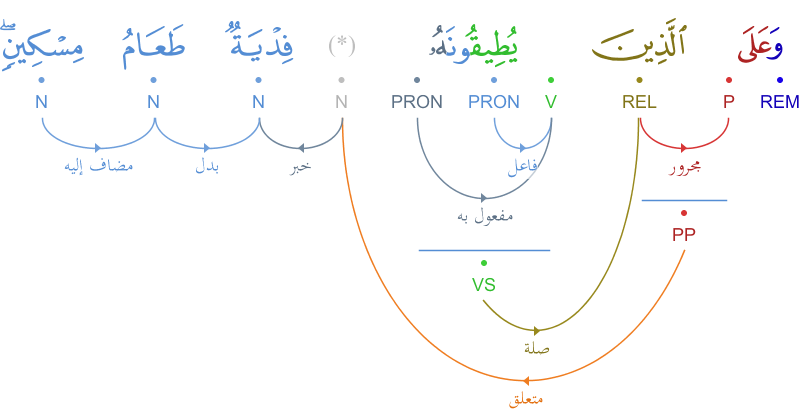 وَعَلَى ٱلَّذِينَ يُطِيقُونَهُۥ (*) فِدْيَةٌ طَعَامُ مِسْكِينٍۢ ۖ
REM P REL V PRON PRON N N N N
مجرور فاعل خبر بدل مضاف إليه
مفعول به
PP
VS
صلة
متعلق